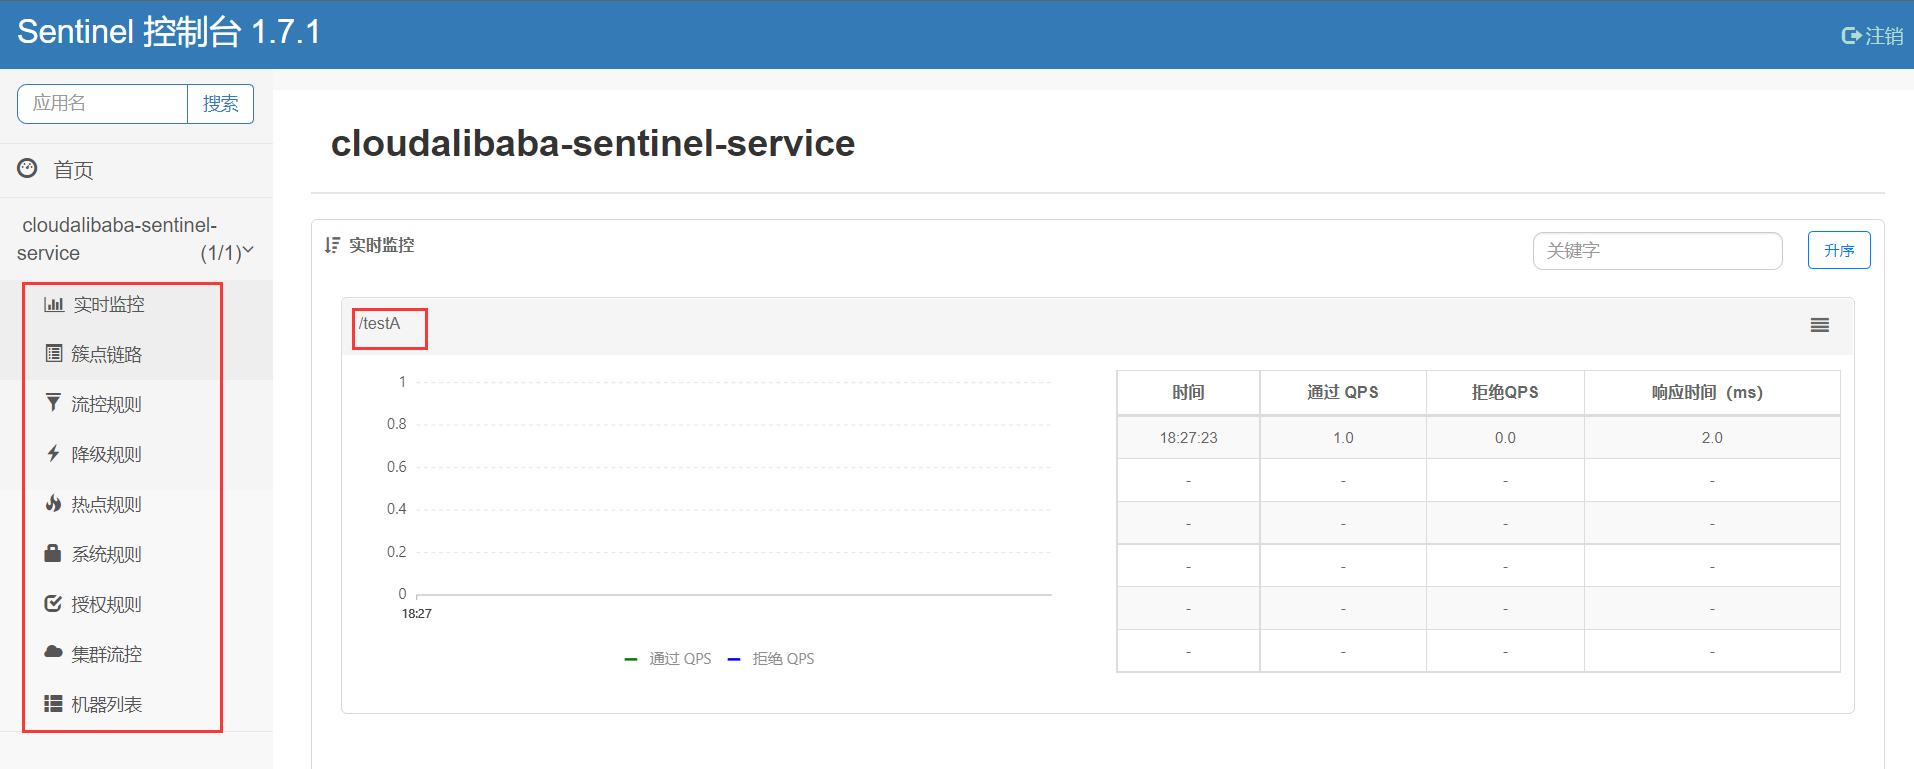 Sentinel 控制台 1.7.1
注销
应用名 搜索
首页
cloudalibaba-sentinel-
service (1/1)
实时监控
簇点链路
流控规则
降级规则
热点规则
系统规则
授权规则
集群流控
机器列表
cloudalibaba-sentinel-service
实时监控 关键字 升序
/testA
1
0.8
0.6
0.4
0.2
0
18:27
通过 QPS 拒绝 QPS
时间 通过 QPS 拒绝QPS 响应时间（ms）
18:27:23 1.0 0.0 2.0
- - - -
- - - -
- - - -
- - - -
- - - -